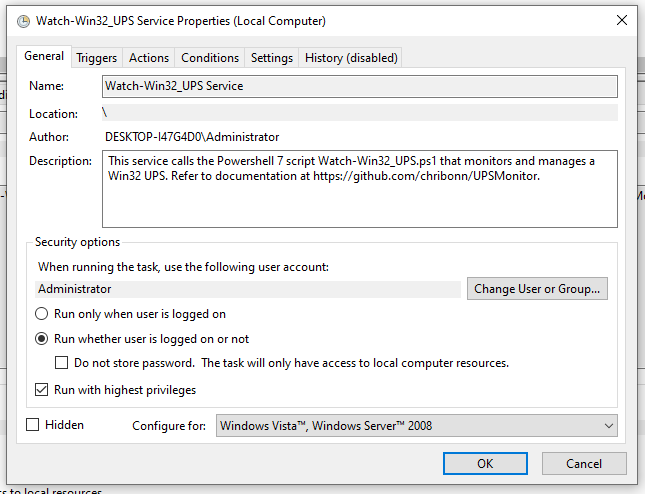 Watch-Win32_UPS Service Properties (Local Computer)
General Triggers Actions Conditions Settings History (disabled)
Name: Watch-Win32_UPS Service
Location: \
Author: DESKTOP-I47G4D0\Administrator
Description: This service calls the Powershell 7 script Watch-Win32_UPS.ps1 that monitors and manages a
Win32 UPS. Refer to documentation at https://github.com/chribonn/UPSMonitor.
Security options
When running the task, use the following user account:
Administrator Change User or Group...
Run only when user is logged on
Run whether user is logged on or not
Do not store password. The task will only have access to local computer resources.
Run with highest privileges
Hidden Configure for: Windows Vista™, Windows Server™ 2008
OK Cancel
to local resources